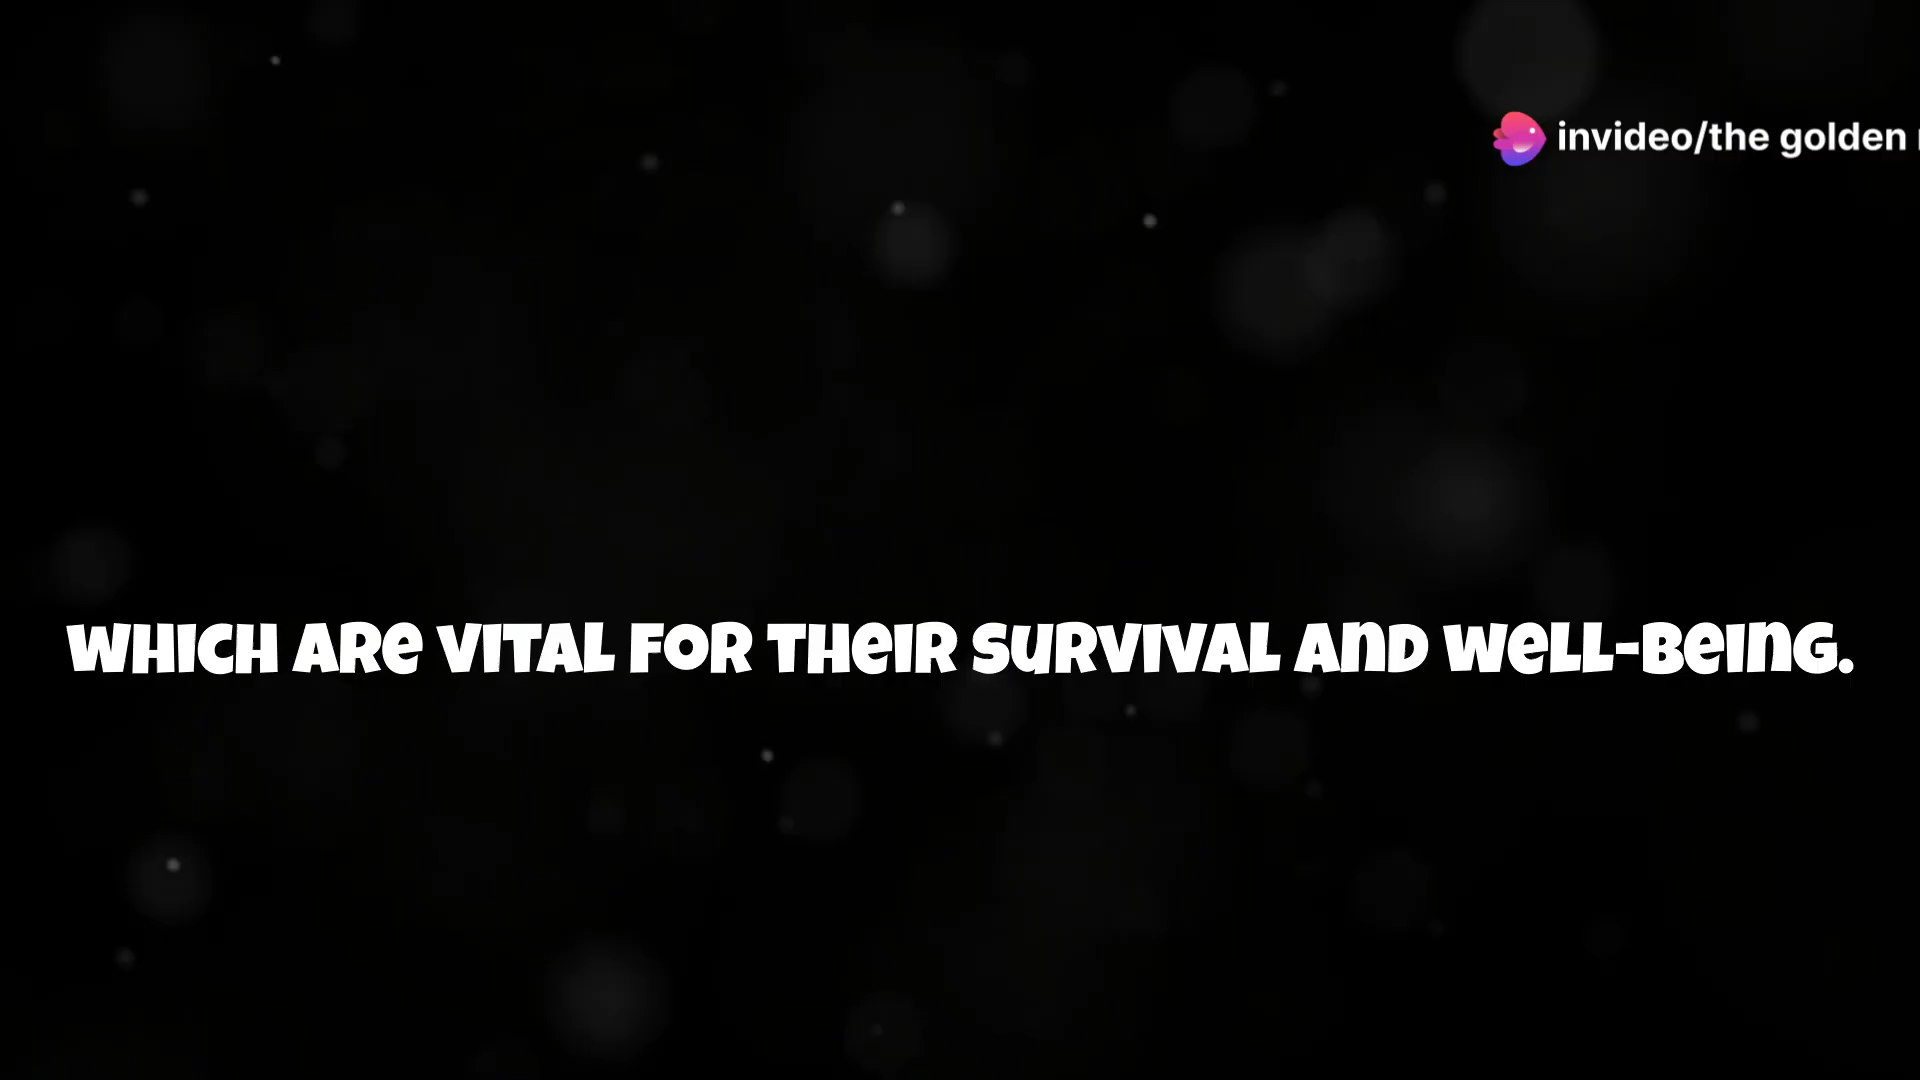 invideo/the golden
WHICH ARE VITAL FOR THEIR SURVIVAL AND WELL-BEING.